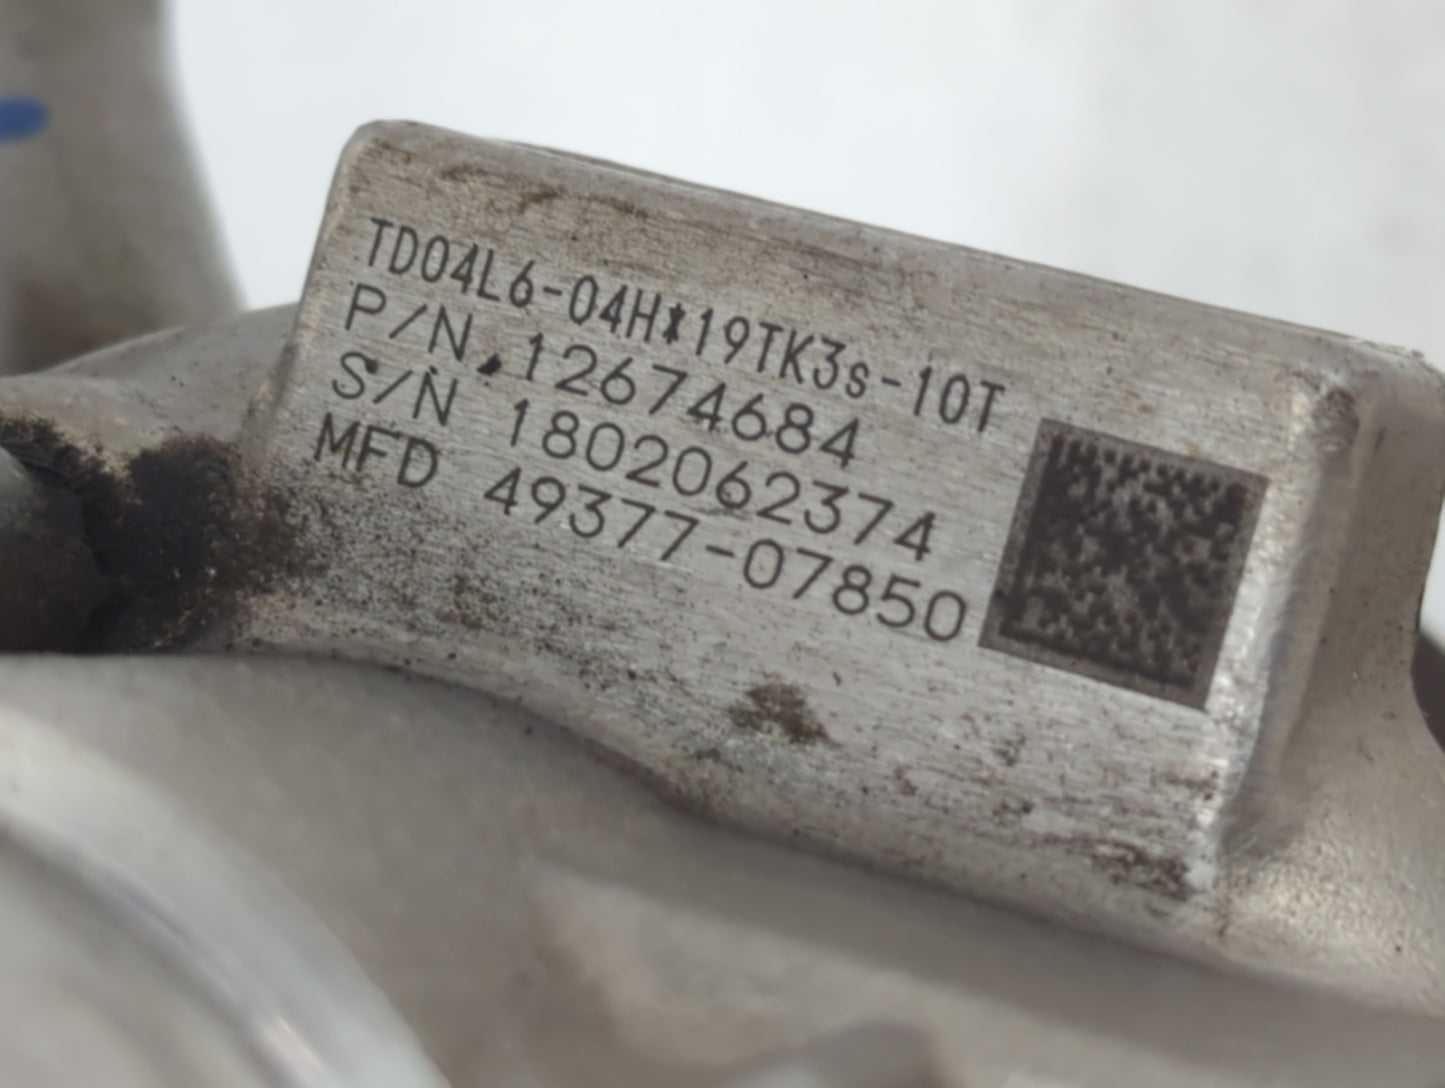 TD04L6-04H*19TK3s-10T
P/N 12674684
S/N 1802062374
MFD 49377-07850